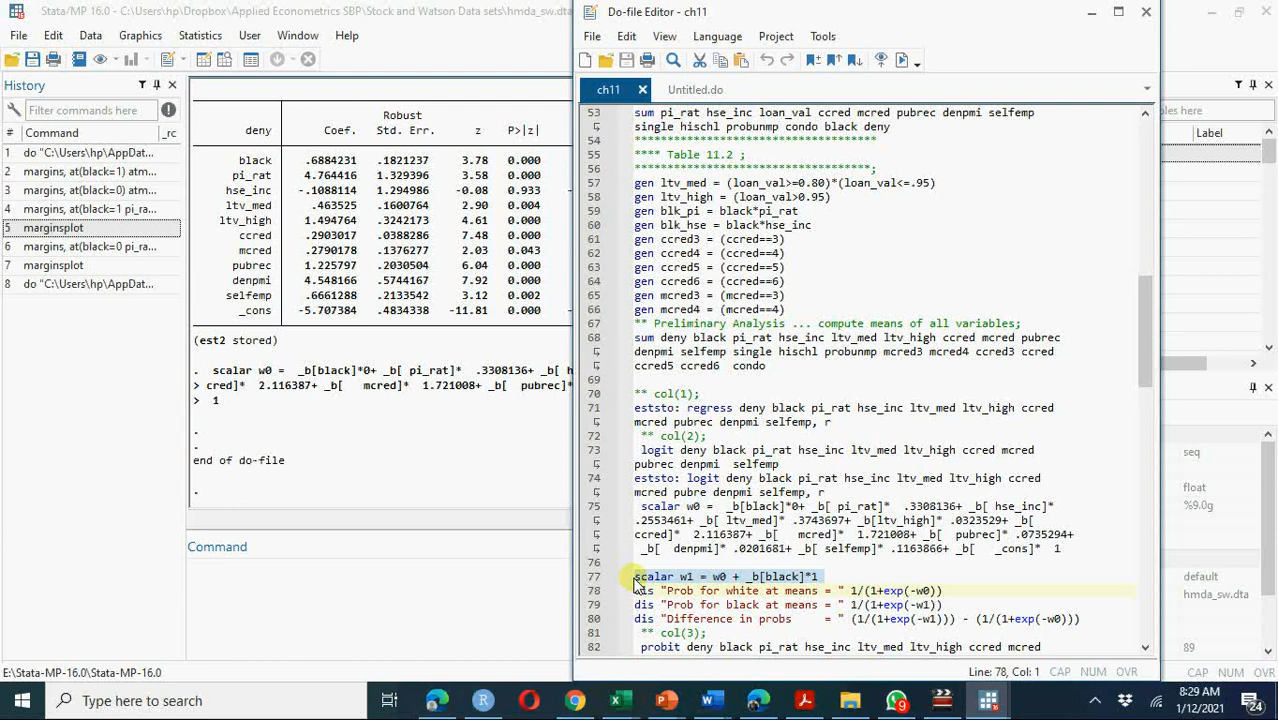 Stata/MP 16.0 - C:\Users\hp\Dropbox\Applied Econometrics SBP\Stock and Watson Data sets\hmda_sw.dta
File Edit Data Graphics Statistics User Window Help
History
Filter commands here
# Command _rc
1 do "C:\Users\hp\AppDat...
2 margins, at(black=1) atm...
3 margins, at(black=0) atm...
4 margins, at(black=1 pi_ra...
5 marginsplot
6 margins, at(black=0 pi_ra...
7 marginsplot
8 do "C:\Users\hp\AppDat...
Robust
deny Coef. Std. Err. z P>|z|
black .6884231 .1821237 3.78 0.000
pi_rat 4.764416 1.329396 3.58 0.000
hse_inc -.1088114 1.294986 -0.08 0.933
ltv_med .463525 .1600764 2.90 0.004
ltv_high 1.494764 .3242173 4.61 0.000
ccred .2903017 .0388286 7.48 0.000
mcred .2790178 .1376277 2.03 0.043
pubrec 1.225797 .2030504 6.04 0.000
denpmi 4.548166 .5744167 7.92 0.000
selfemp .6661288 .2133542 3.12 0.002
_cons -5.707384 .4834338 -11.81 0.000
(est2 stored)
. scalar w0 = _b[black]*0+ _b[ pi_rat]* .3308136+ _b[ hse_inc]*
> cred]* 2.116387+ _b[ mcred]* 1.721008+ _b[ pubrec]*
> 1
.
.
end of do-file
.
Command
E:\Stata-MP-16.0\Stata-MP-16.0
Do-file Editor - ch11
File Edit View Language Project Tools
ch11 Untitled.do
53 sum pi_rat hse_inc loan_val ccred mcred pubrec denpmi selfemp
single hischl probunmp condo black deny
54 ************************************
55 **** Table 11.2 ;
56 ***********************************;
57 gen ltv_med = (loan_val>=0.80)*(loan_val<=.95)
58 gen ltv_high = (loan_val>0.95)
59 gen blk_pi = black*pi_rat
60 gen blk_hse = black*hse_inc
61 gen ccred3 = (ccred==3)
62 gen ccred4 = (ccred==4)
63 gen ccred5 = (ccred==5)
64 gen ccred6 = (ccred==6)
65 gen mcred3 = (mcred==3)
66 gen mcred4 = (mcred==4)
67 ** Preliminary Analysis ... compute means of all variables;
68 sum deny black pi_rat hse_inc ltv_med ltv_high ccred mcred pubrec
denpmi selfemp single hischl probunmp mcred3 mcred4 ccred3 ccred4
ccred5 ccred6 condo
69
70 ** col(1);
71 eststo: regress deny black pi_rat hse_inc ltv_med ltv_high ccred
mcred pubrec denpmi selfemp, r
72 ** col(2);
73 logit deny black pi_rat hse_inc ltv_med ltv_high ccred mcred
pubrec denpmi selfemp
74 eststo: logit deny black pi_rat hse_inc ltv_med ltv_high ccred
mcred pubre denpmi selfemp, r
75 scalar w0 = _b[black]*0+ _b[ pi_rat]* .3308136+ _b[ hse_inc]*
.2553461+ _b[ ltv_med]* .3743697+ _b[ltv_high]* .0323529+ _b[
ccred]* 2.116387+ _b[ mcred]* 1.721008+ _b[ pubrec]* .0735294+
_b[ denpmi]* .0201681+ _b[ selfemp]* .1163866+ _b[ _cons]* 1
76
77 scalar w1 = w0 + _b[black]*1
78 dis "Prob for white at means = " 1/(1+exp(-w0))
79 dis "Prob for black at means = " 1/(1+exp(-w1))
80 dis "Difference in probs = " (1/(1+exp(-w1))) - (1/(1+exp(-w0)))
81 ** col(3);
82 probit deny black pi_rat hse_inc ltv_med ltv_high ccred mcred
Line: 78, Col: 1 CAP NUM OVR
les here
Label
seq
float
%9.0g
default
hmda_sw.dta
89
CAP NUM OVR
Type here to search
8:29 AM
1/12/2021
9
24